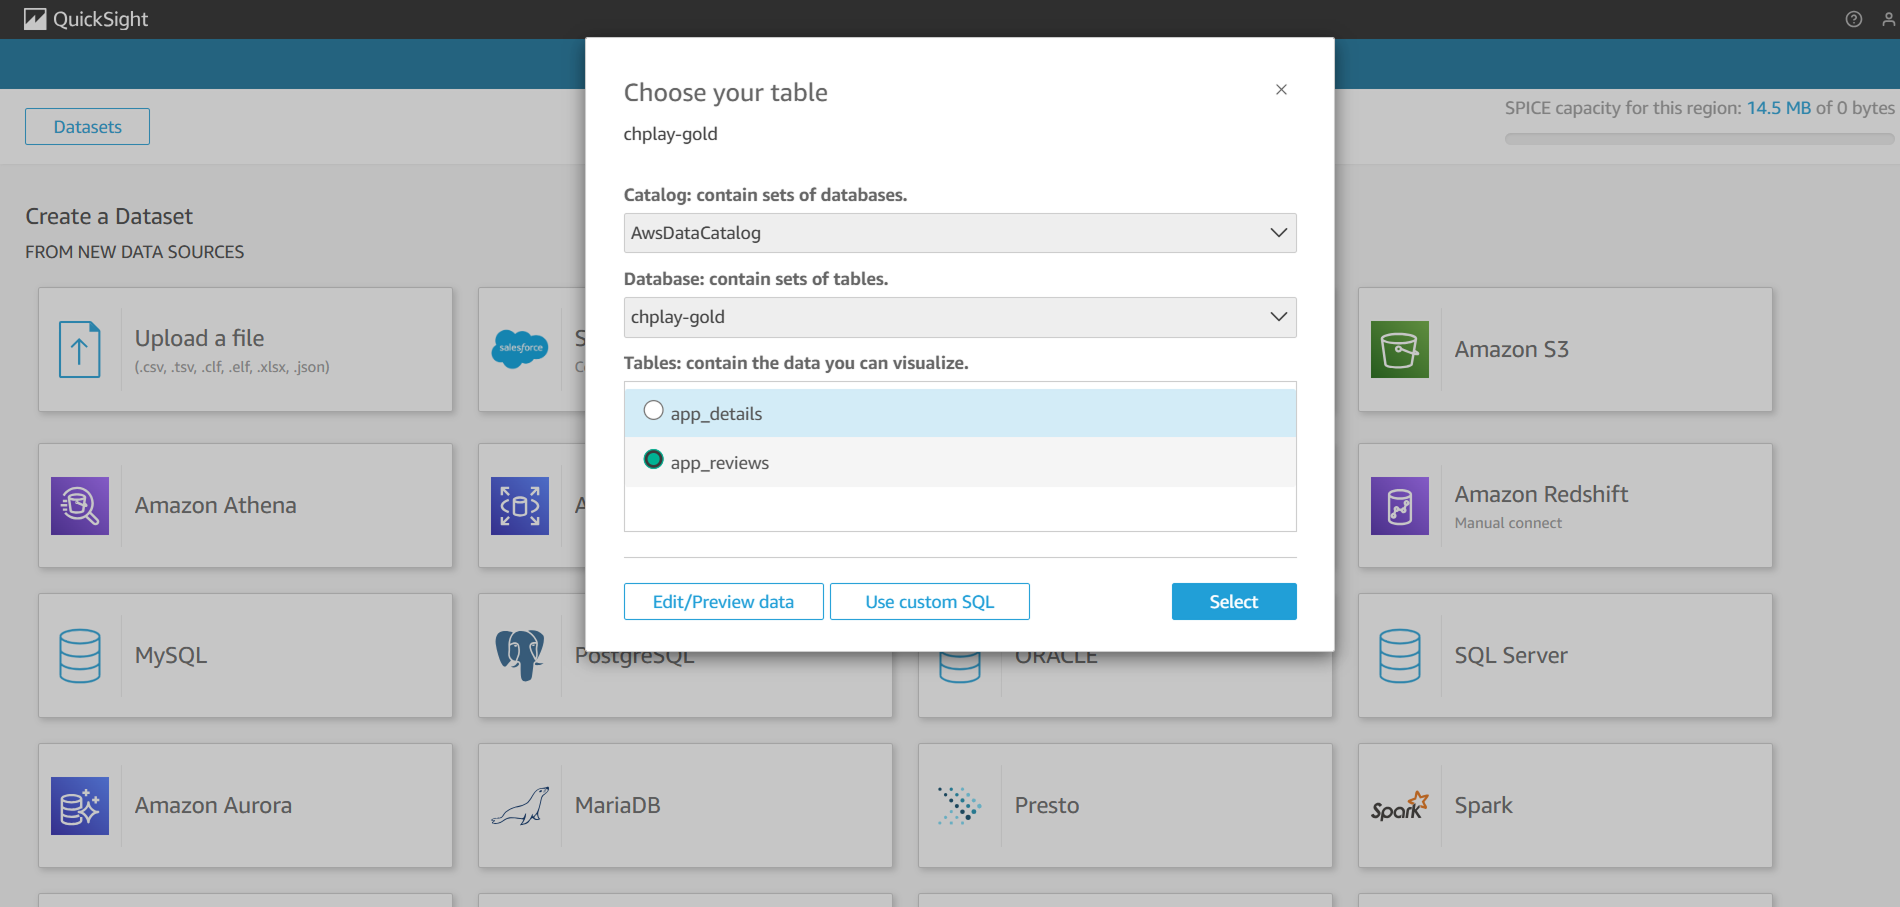 QuickSight
Choose your table
chplay-gold
Datasets
SPICE capacity for this region: 14.5 MB of 0 bytes
Catalog: contain sets of databases.
AwsDataCatalog
Database: contain sets of tables.
chplay-gold
Tables: contain the data you can visualize.
app_details
app_reviews
Edit/Preview data
Use custom SQL
Select
Create a Dataset
FROM NEW DATA SOURCES
Upload a file
(.csv, .tsv, .clf, .elf, .xlsx, .json)
salesforce
Amazon S3
Amazon Athena
Amazon Redshift
Manual connect
MySQL
PostgreSQL
ORACLE
SQL Server
Amazon Aurora
MariaDB
Presto
Spark
Spark